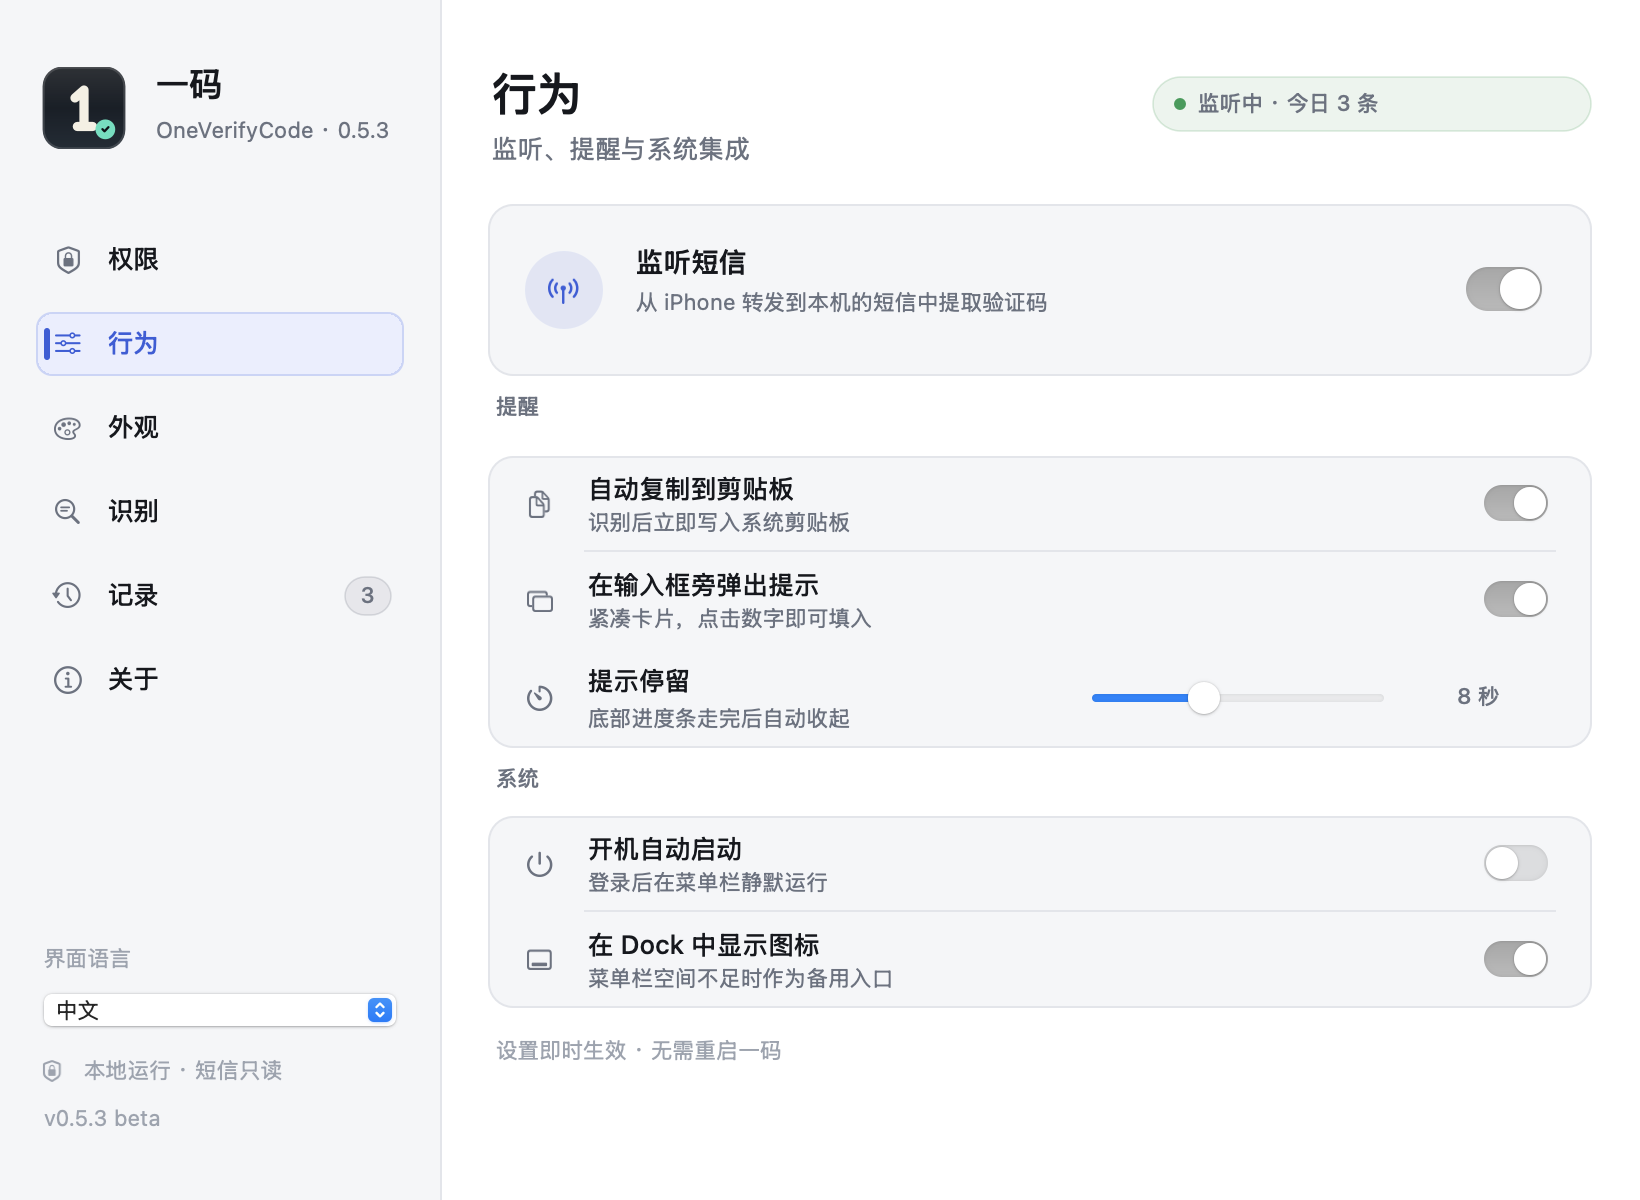 一码
OneVerifyCode · 0.5.3
权限
行为
外观
识别
记录
3
关于
界面语言
中文
本地运行 · 短信只读
v0.5.3 beta
行为
监听、提醒与系统集成
监听中 · 今日 3 条
监听短信
从 iPhone 转发到本机的短信中提取验证码
提醒
自动复制到剪贴板
识别后立即写入系统剪贴板
在输入框旁弹出提示
紧凑卡片，点击数字即可填入
提示停留
底部进度条走完后自动收起
8 秒
系统
开机自动启动
登录后在菜单栏静默运行
在 Dock 中显示图标
菜单栏空间不足时作为备用入口
设置即时生效 · 无需重启一码